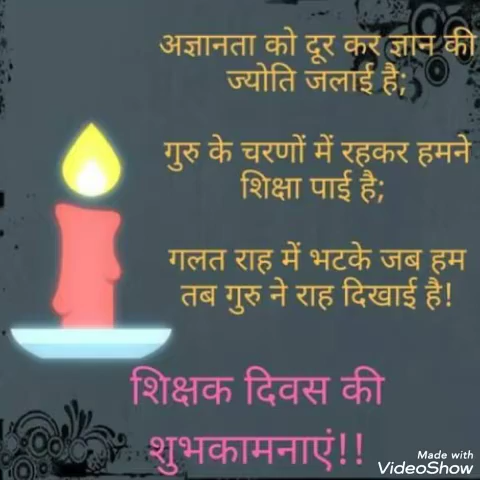 अज्ञानता को दूर कर ज्ञान की
ज्योति जलाई है;
गुरु के चरणों में रहकर हमने
शिक्षा पाई है;
गलत राह में भटके जब हम
तब गुरु ने राह दिखाई है!
शिक्षक दिवस की
शुभकामनाएं!!
Made with
VideoShow